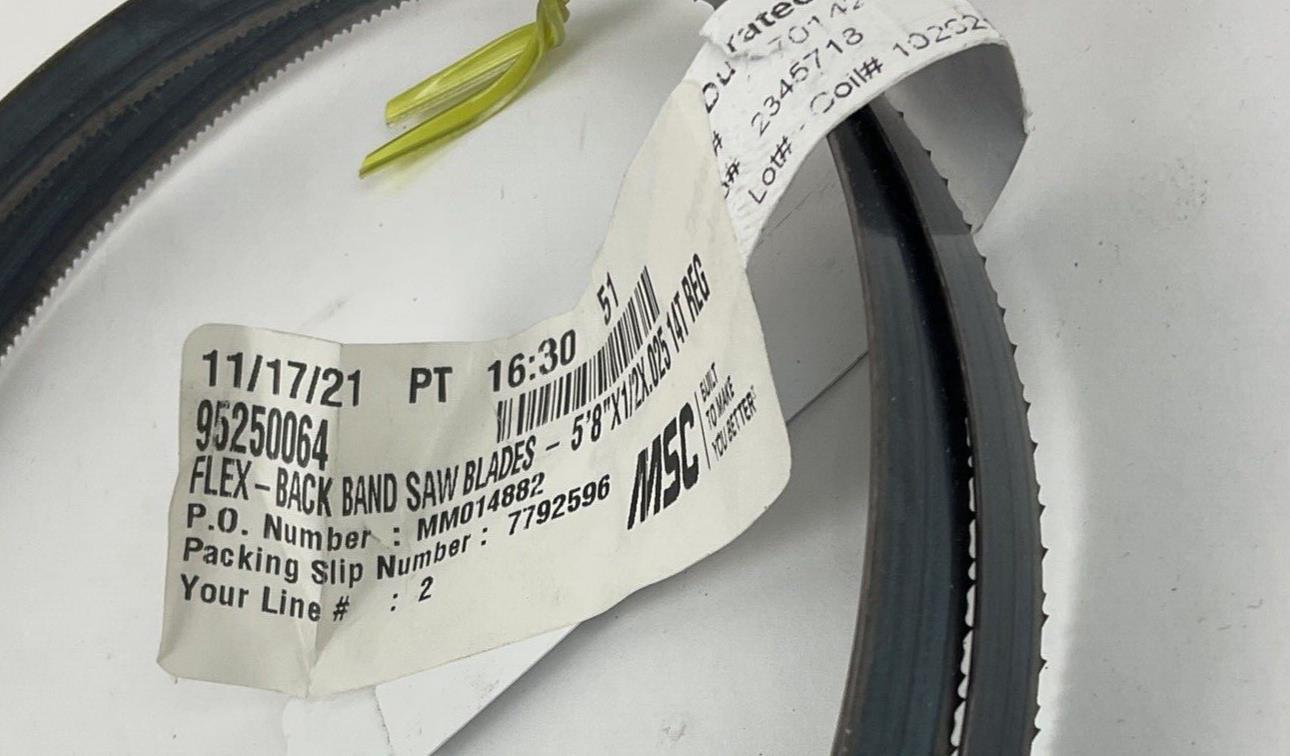 11/17/21 PT 16:30 51
95250064
FLEX-BACK BAND SAW BLADES - 5'8"X1/2X.025 14T REG
P.O. Number : MM014882
Packing Slip Number : 7792596
Your Line # : 2
MSC
BUILT
TO MAKE
YOU BETTER
2345718
Lot# - Coil#